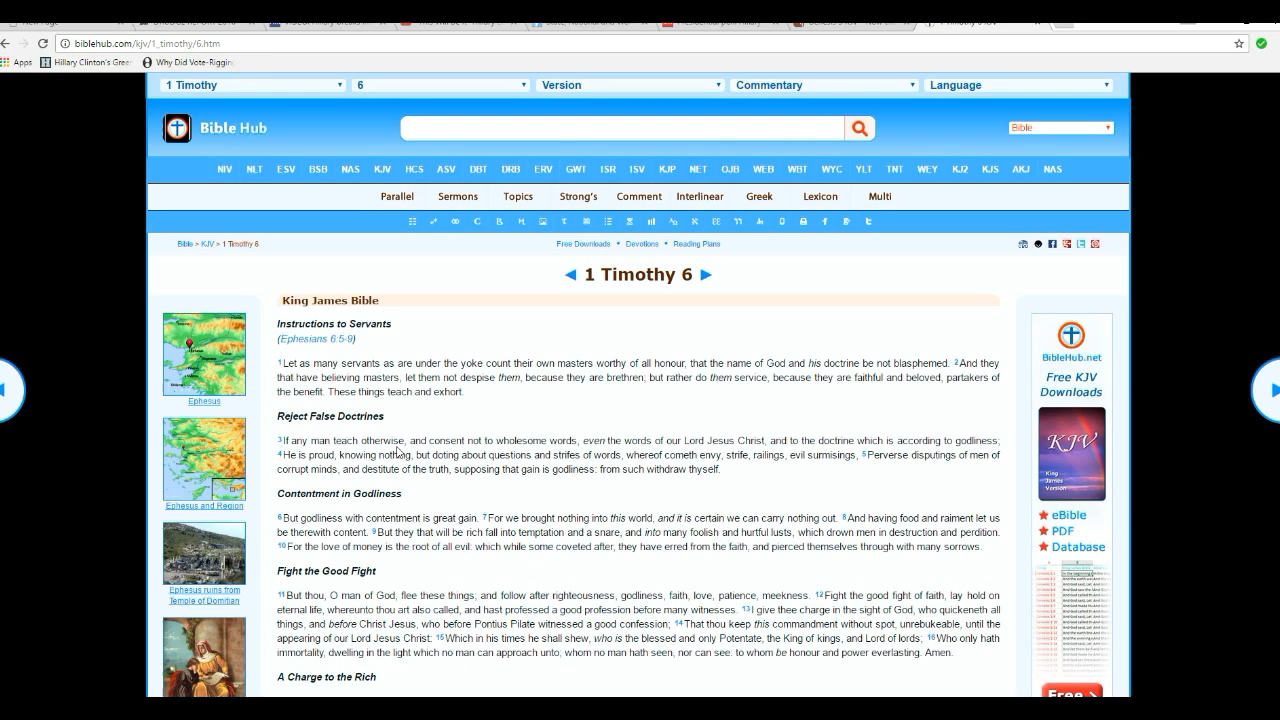 biblehub.com/kjv/1_timothy/6.htm
Apps Hillary Clinton's Gree Why Did Vote-Riggin
1 Timothy 6 Version Commentary Language
Bible Hub Bible
NIV NLT ESV BSB NAS KJV HCS ASV DBT DRB ERV GWT ISR ISV KJP NET OJB WEB WBT WYC YLT TNT WEY KJ2 KJS AKJ NAS
Parallel Sermons Topics Strong's Comment Interlinear Greek Lexicon Multi
Bible > KJV > 1 Timothy 6 Free Downloads • Devotions • Reading Plans
◄ 1 Timothy 6 ►
King James Bible
Instructions to Servants
(Ephesians 6:5-9)
1Let as many servants as are under the yoke count their own masters worthy of all honour, that the name of God and his doctrine be not blasphemed. 2And they
that have believing masters, let them not despise them, because they are brethren; but rather do them service, because they are faithful and beloved, partakers of
the benefit. These things teach and exhort.
Reject False Doctrines
3If any man teach otherwise, and consent not to wholesome words, even the words of our Lord Jesus Christ, and to the doctrine which is according to godliness;
4He is proud, knowing nothing, but doting about questions and strifes of words, whereof cometh envy, strife, railings, evil surmisings, 5Perverse disputings of men of
corrupt minds, and destitute of the truth, supposing that gain is godliness: from such withdraw thyself.
Contentment in Godliness
6But godliness with contentment is great gain. 7For we brought nothing into this world, and it is certain we can carry nothing out. 8And having food and raiment let us
be therewith content. 9But they that will be rich fall into temptation and a snare, and into many foolish and hurtful lusts, which drown men in destruction and perdition.
10For the love of money is the root of all evil: which while some coveted after, they have erred from the faith, and pierced themselves through with many sorrows.
Fight the Good Fight
11But thou, O man of God, flee these things; and follow after righteousness, godliness, faith, love, patience, meekness. 12Fight the good fight of faith, lay hold on
eternal life, whereunto thou art also called, and hast professed a good profession before many witnesses. 13I give thee charge in the sight of God, who quickeneth all
things, and before Christ Jesus, who before Pontius Pilate witnessed a good confession; 14That thou keep this commandment without spot, unrebukeable, until the
appearing of our Lord Jesus Christ: 15Which in his times he shall shew, who is the blessed and only Potentate, the King of kings, and Lord of lords; 16Who only hath
immortality, dwelling in the light which no man can approach unto; whom no man hath seen, nor can see: to whom be honour and power everlasting. Amen.
A Charge to the Rich
Ephesus
Ephesus and Region
Ephesus ruins from
Temple of Domitian
BibleHub.net
Free KJV
Downloads
KJV
King
James
Version
eBible
PDF
Database
Free >